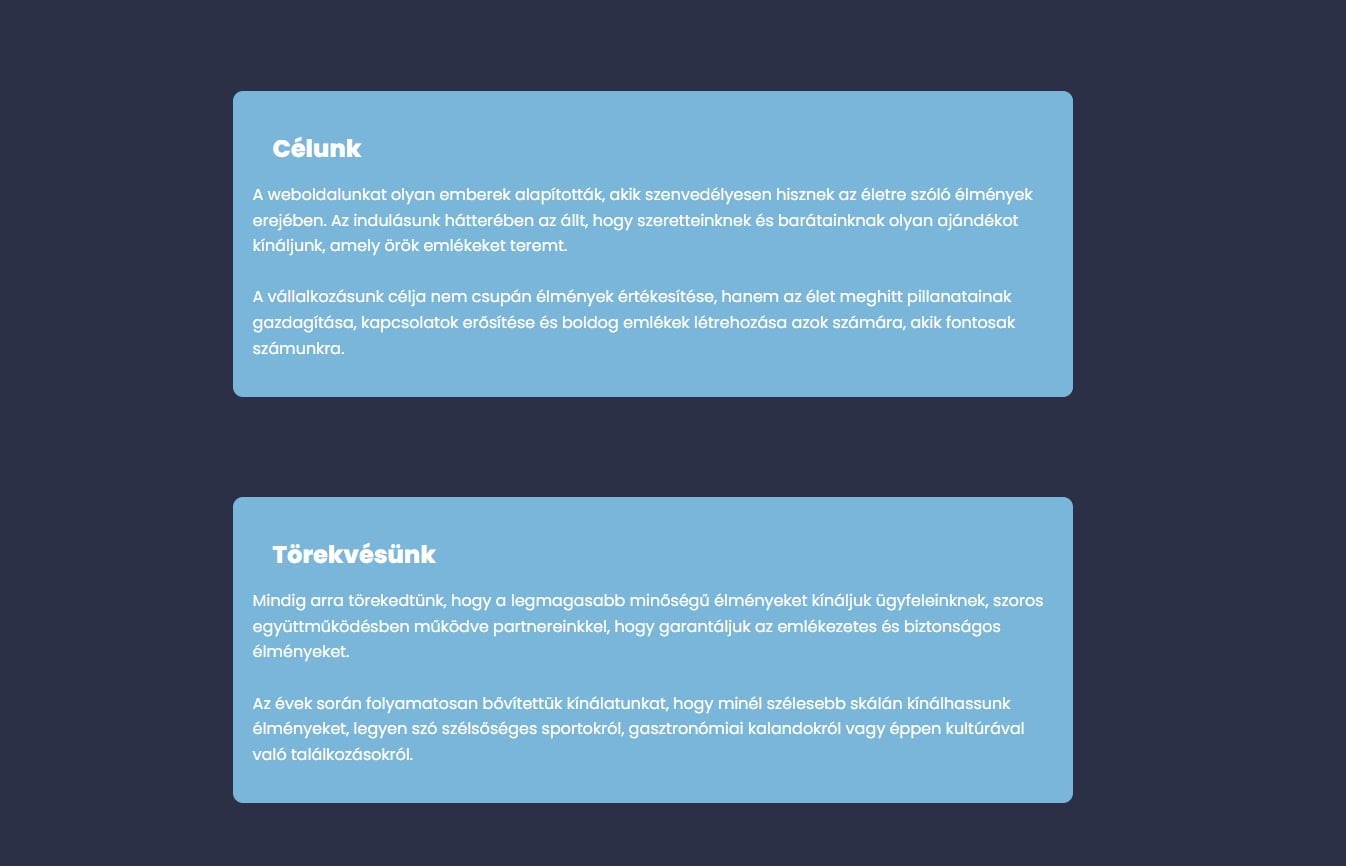 Célunk
A weboldalunkat olyan emberek alapították, akik szenvedélyesen hisznek az életre szóló élmények
erejében. Az indulásunk hátterében az állt, hogy szeretteinknek és barátainknak olyan ajándékot
kínáljunk, amely örök emlékeket teremt.
A vállalkozásunk célja nem csupán élmények értékesítése, hanem az élet meghitt pillanatainak
gazdagítása, kapcsolatok erősítése és boldog emlékek létrehozása azok számára, akik fontosak
számunkra.
Törekvésünk
Mindig arra törekedtünk, hogy a legmagasabb minőségű élményeket kínáljuk ügyfeleinknek, szoros
együttműködésben működve partnereinkkel, hogy garantáljuk az emlékezetes és biztonságos
élményeket.
Az évek során folyamatosan bővítettük kínálatunkat, hogy minél szélesebb skálán kínálhassunk
élményeket, legyen szó szélsőséges sportokról, gasztronómiai kalandokról vagy éppen kultúrával
való találkozásokról.